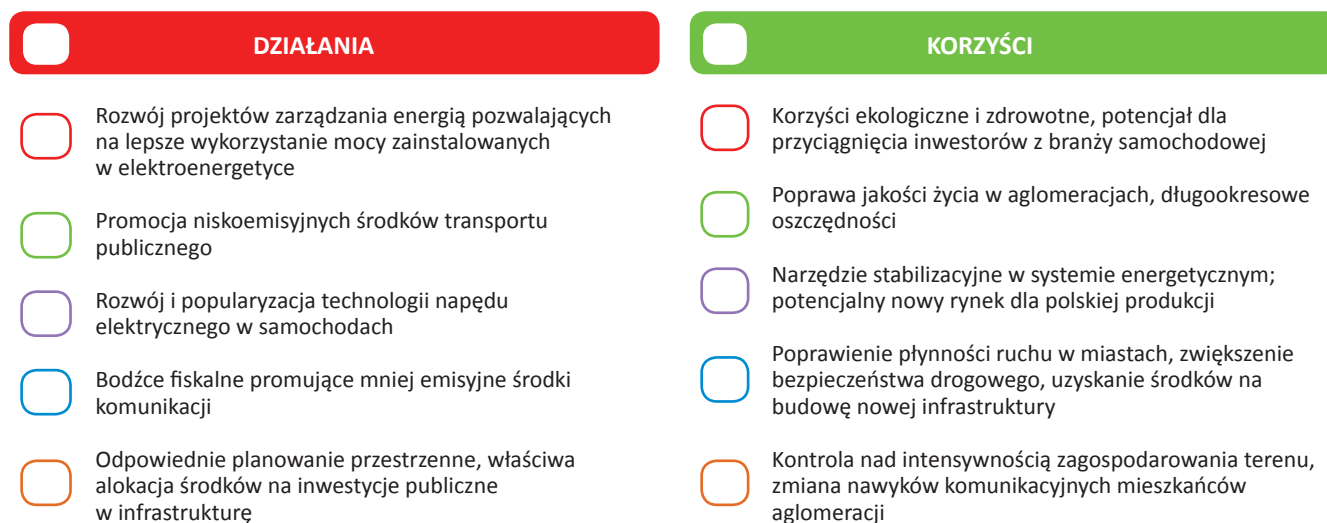 DZIAŁANIA
Rozwój projektów zarządzania energią pozwalających
na lepsze wykorzystanie mocy zainstalowanych
w elektroenergetyce
Promocja niskoemisyjnych środków transportu
publicznego
Rozwój i popularyzacja technologii napędu
elektrycznego w samochodach
Bodźce fiskalne promujące mniej emisyjne środki
komunikacji
Odpowiednie planowanie przestrzenne, właściwa
alokacja środków na inwestycje publiczne
w infrastrukturę
KORZYŚCI
Korzyści ekologiczne i zdrowotne, potencjał dla
przyciągnięcia inwestorów z branży samochodowej
Poprawa jakości życia w aglomeracjach, długookresowe
oszczędności
Narzędzie stabilizacyjne w systemie energetycznym;
potencjalny nowy rynek dla polskiej produkcji
Poprawienie płynności ruchu w miastach, zwiększenie
bezpieczeństwa drogowego, uzyskanie środków na
budowę nowej infrastruktury
Kontrola nad intensywnością zagospodarowania terenu,
zmiana nawyków komunikacyjnych mieszkańców
aglomeracji